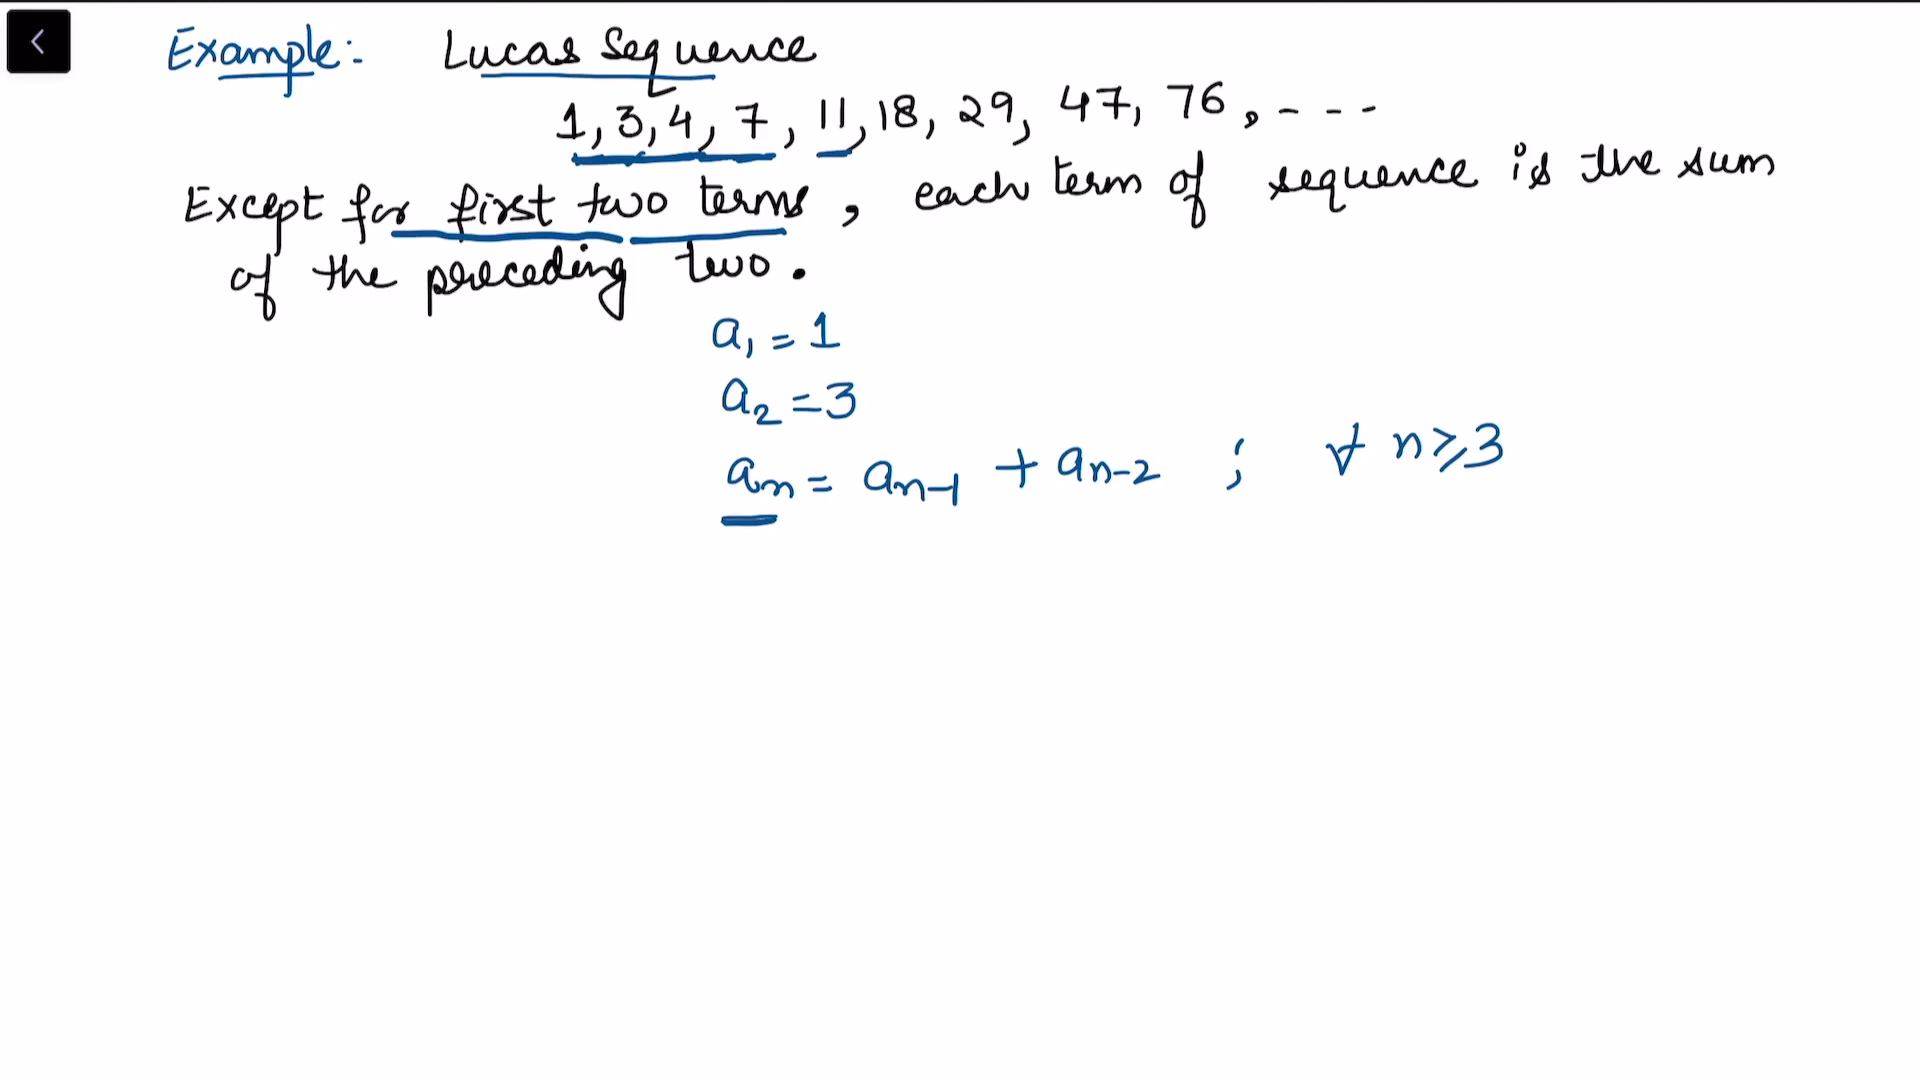 Example: Lucas Sequence
1, 3, 4, 7, 11, 18, 29, 47, 76, - - -
Except for first two terms, each term of sequence is the sum
of the preceding two.
a₁ = 1
a₂ = 3
aₙ = aₙ₋₁ + aₙ₋₂ ; ∀ n ⩾ 3